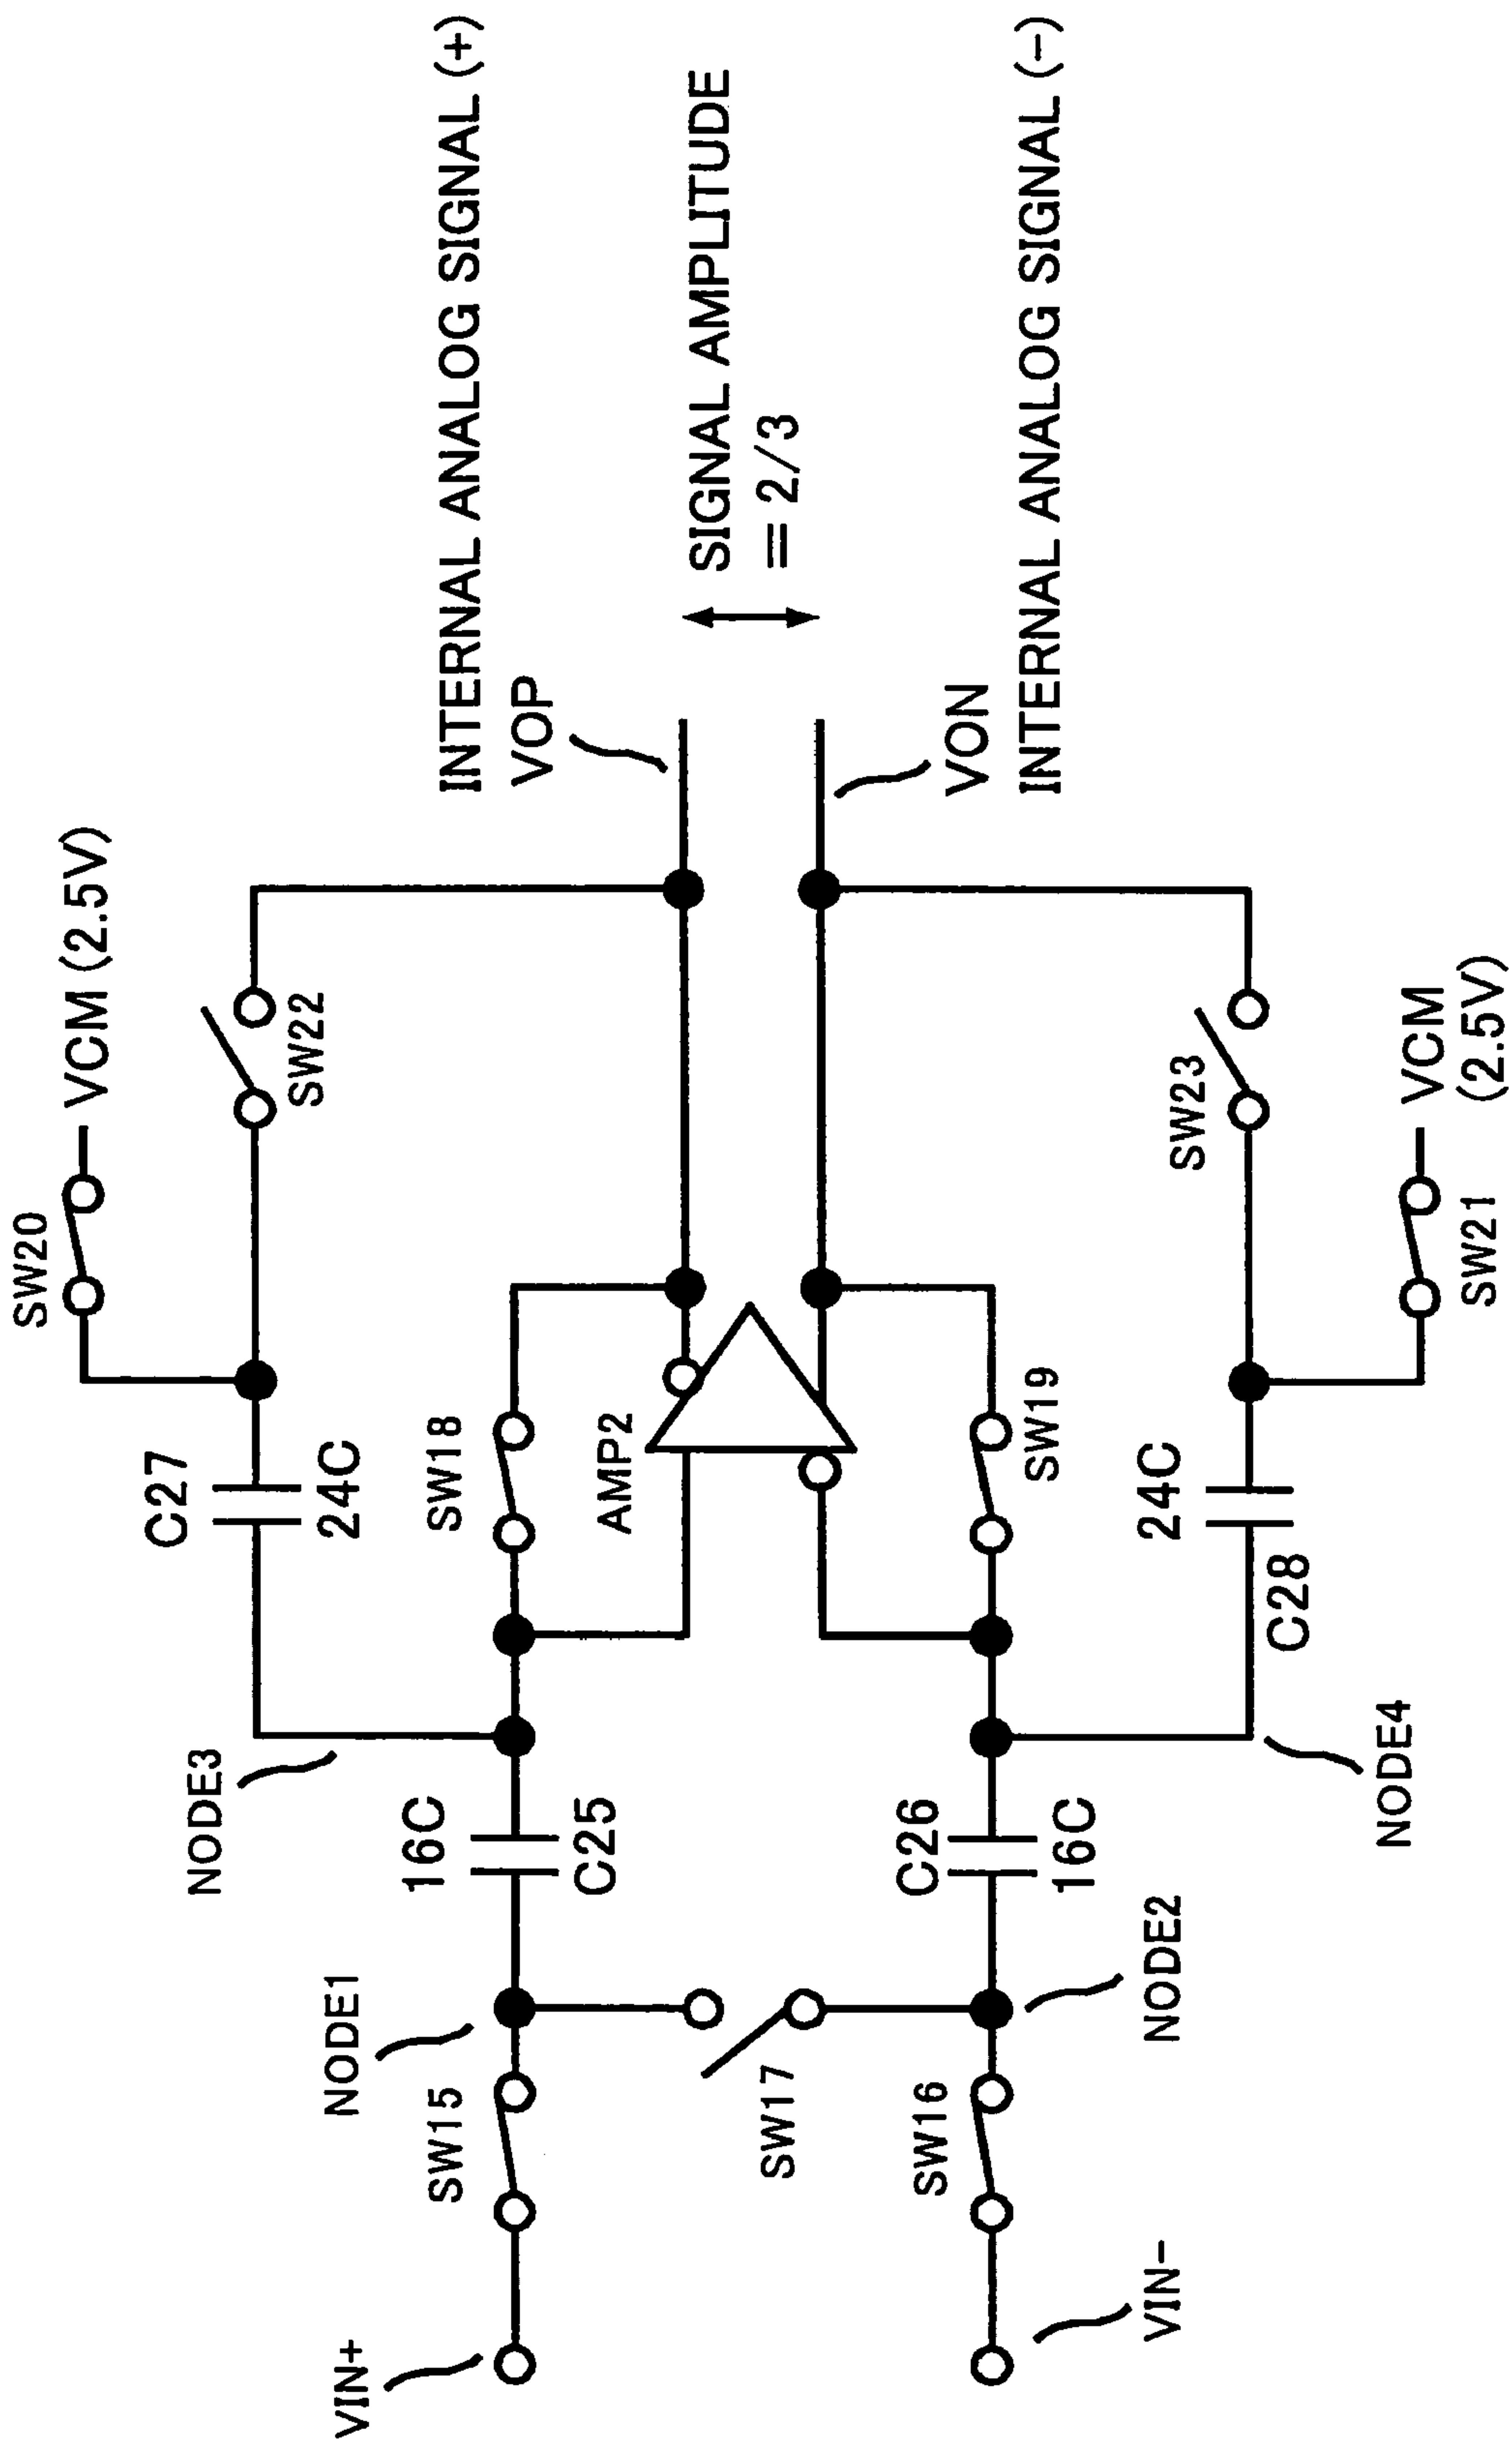 SW20
VCM (2.5V)
INTERNAL ANALOG SIGNAL (+)
C27
24C
SW22
VOP
NODE3
NODE1
VIN+
SW15
16C
C25
SW18
AMP2
SIGNAL AMPLITUDE
= 2/3
SW17
SW16
C26
16C
SW19
VON
INTERNAL ANALOG SIGNAL (-)
VIN-
NODE2
24C
C28
SW23
NODE4
SW21
VCM
(2.5V)